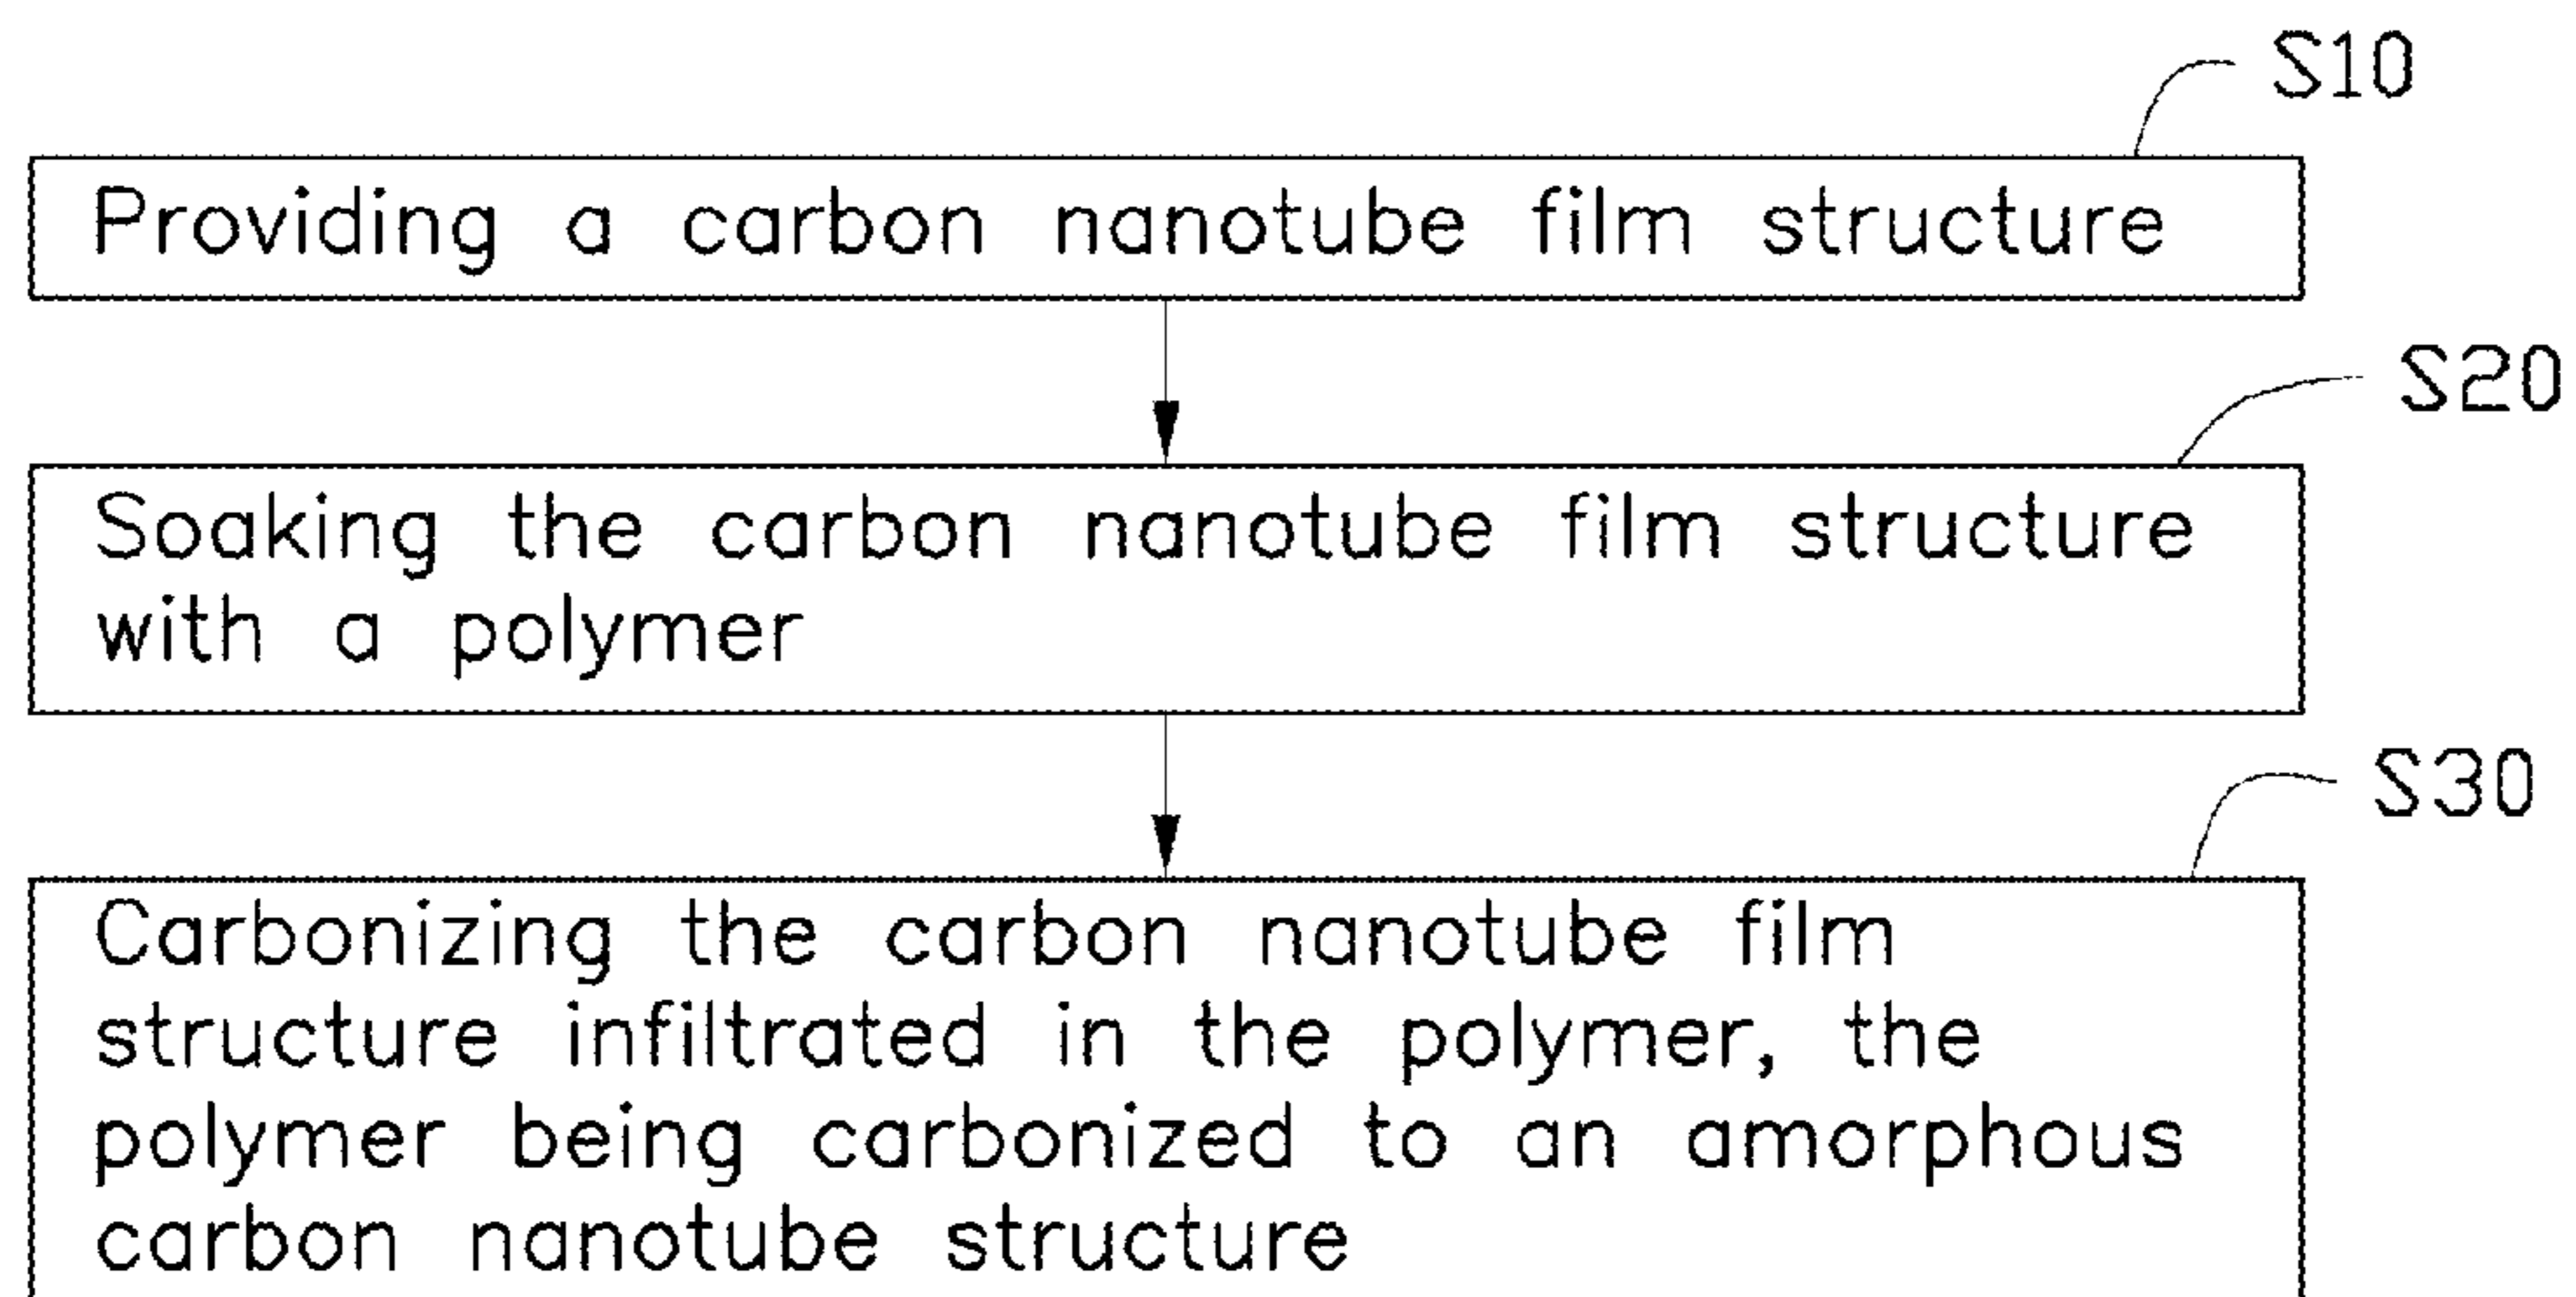 S10
Providing a carbon nanotube film structure
S20
Soaking the carbon nanotube film structure
with a polymer
S30
Carbonizing the carbon nanotube film
structure infiltrated in the polymer, the
polymer being carbonized to an amorphous
carbon nanotube structure